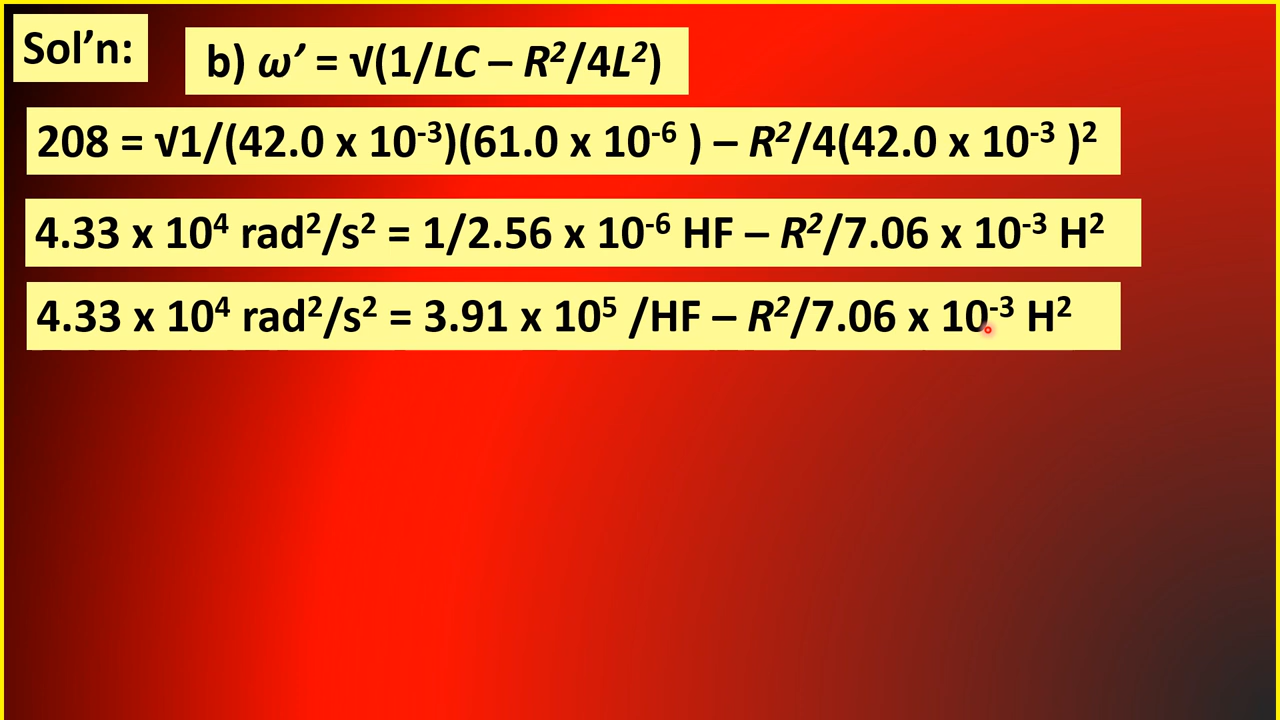 Sol’n:
b) ω’ = √(1/LC – R²/4L²)
208 = √1/(42.0 x 10⁻³)(61.0 x 10⁻⁶ ) – R²/4(42.0 x 10⁻³ )²
4.33 x 10⁴ rad²/s² = 1/2.56 x 10⁻⁶ HF – R²/7.06 x 10⁻³ H²
4.33 x 10⁴ rad²/s² = 3.91 x 10⁵ /HF – R²/7.06 x 10⁻³ H²